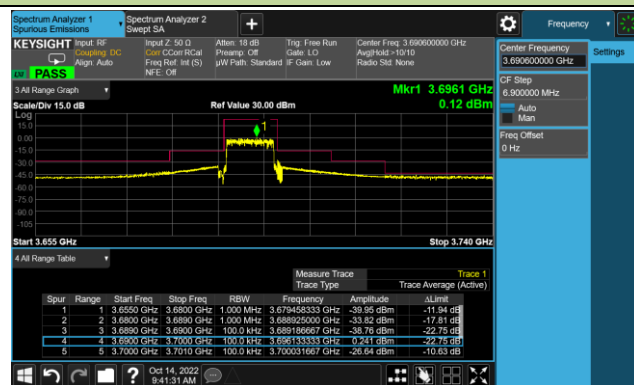 Spectrum Analyzer 1
Spurious Emissions
Spectrum Analyzer 2
Swept SA
Frequency
KEYSIGHT
Input: RF
Coupling: DC
Align: Auto
Input Z: 50 Ω
Corr CCorr RCal
Freq Ref: Int (S)
NFE: Off
Atten: 18 dB
Preamp: Off
µW Path: Standard
Trig: Free Run
Gate: LO
IF Gain: Low
Center Freq: 3.690600000 GHz
Avg|Hold:>10/10
Radio Std: None
PASS
Center Frequency
3.690600000 GHz
Settings
CF Step
6.900000 MHz
Auto
Man
Freq Offset
0 Hz
3 All Range Graph
Mkr1 3.6961 GHz
Scale/Div 15.0 dB
Ref Value 30.00 dBm
0.12 dBm
Log
15.0
0.00
-15.0
-30.0
-45.0
-60.0
-75.0
-90.0
-105
1
Start 3.655 GHz
Stop 3.740 GHz
4 All Range Table
Measure Trace Trace 1
Trace Type Trace Average (Active)
Spur Range Start Freq Stop Freq RBW Frequency Amplitude ΔLimit
1 1 3.6550 GHz 3.6800 GHz 1.000 MHz 3.679458333 GHz -39.95 dBm -11.94 dB
2 2 3.6800 GHz 3.6890 GHz 1.000 MHz 3.688925000 GHz -33.82 dBm -17.81 dB
3 3 3.6890 GHz 3.6900 GHz 100.0 kHz 3.689186667 GHz -38.76 dBm -22.75 dB
4 4 3.6900 GHz 3.7000 GHz 100.0 kHz 3.696133333 GHz 0.241 dBm -22.75 dB
5 5 3.7000 GHz 3.7010 GHz 100.0 kHz 3.700031667 GHz -26.64 dBm -10.63 dB
Oct 14, 2022
9:41:31 AM